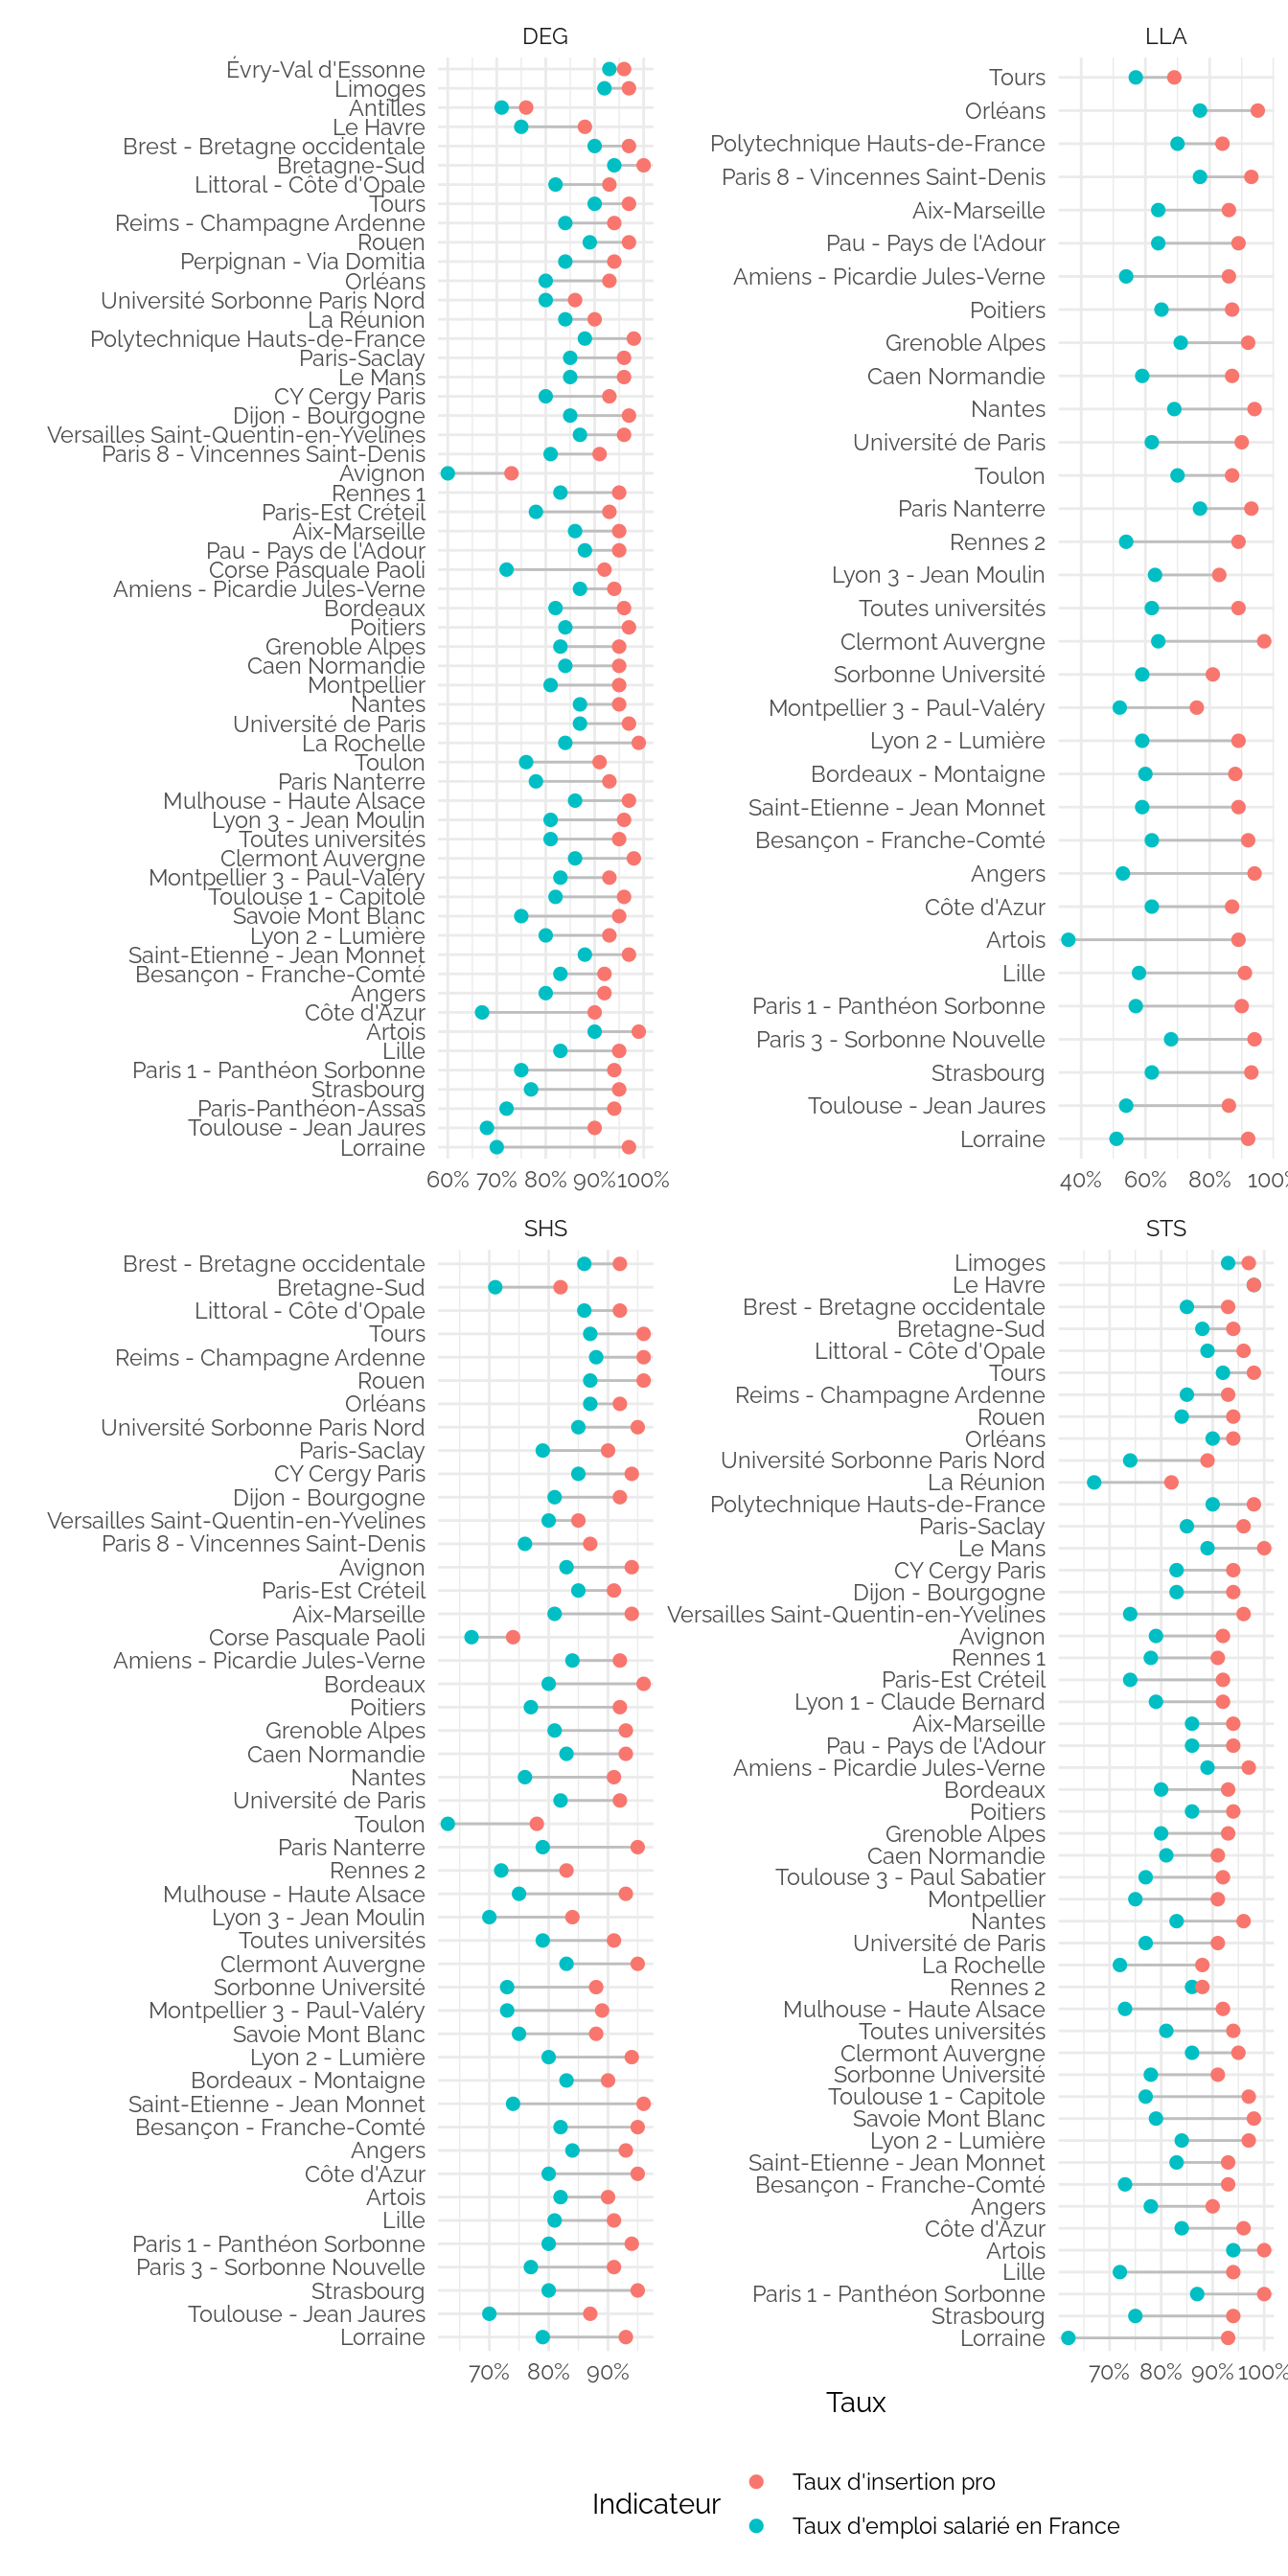 DEG
Évry-Val d'Essonne
Limoges
Antilles
Le Havre
Brest - Bretagne occidentale
Bretagne-Sud
Littoral - Côte d'Opale
Tours
Reims - Champagne Ardenne
Rouen
Perpignan - Via Domitia
Orléans
Université Sorbonne Paris Nord
La Réunion
Polytechnique Hauts-de-France
Paris-Saclay
Le Mans
CY Cergy Paris
Dijon - Bourgogne
Versailles Saint-Quentin-en-Yvelines
Paris 8 - Vincennes Saint-Denis
Avignon
Rennes 1
Paris-Est Créteil
Aix-Marseille
Pau - Pays de l'Adour
Corse Pasquale Paoli
Amiens - Picardie Jules-Verne
Bordeaux
Poitiers
Grenoble Alpes
Caen Normandie
Montpellier
Nantes
Université de Paris
La Rochelle
Toulon
Paris Nanterre
Mulhouse - Haute Alsace
Lyon 3 - Jean Moulin
Toutes universités
Clermont Auvergne
Montpellier 3 - Paul-Valéry
Toulouse 1 - Capitole
Savoie Mont Blanc
Lyon 2 - Lumière
Saint-Etienne - Jean Monnet
Besançon - Franche-Comté
Angers
Côte d'Azur
Artois
Lille
Paris 1 - Panthéon Sorbonne
Strasbourg
Paris-Panthéon-Assas
Toulouse - Jean Jaures
Lorraine
60% 70% 80% 90% 100%
LLA
Tours
Orléans
Polytechnique Hauts-de-France
Paris 8 - Vincennes Saint-Denis
Aix-Marseille
Pau - Pays de l'Adour
Amiens - Picardie Jules-Verne
Poitiers
Grenoble Alpes
Caen Normandie
Nantes
Université de Paris
Toulon
Paris Nanterre
Rennes 2
Lyon 3 - Jean Moulin
Toutes universités
Clermont Auvergne
Sorbonne Université
Montpellier 3 - Paul-Valéry
Lyon 2 - Lumière
Bordeaux - Montaigne
Saint-Etienne - Jean Monnet
Besançon - Franche-Comté
Angers
Côte d'Azur
Artois
Lille
Paris 1 - Panthéon Sorbonne
Paris 3 - Sorbonne Nouvelle
Strasbourg
Toulouse - Jean Jaures
Lorraine
40% 60% 80% 100%
SHS
Brest - Bretagne occidentale
Bretagne-Sud
Littoral - Côte d'Opale
Tours
Reims - Champagne Ardenne
Rouen
Orléans
Université Sorbonne Paris Nord
Paris-Saclay
CY Cergy Paris
Dijon - Bourgogne
Versailles Saint-Quentin-en-Yvelines
Paris 8 - Vincennes Saint-Denis
Avignon
Paris-Est Créteil
Aix-Marseille
Corse Pasquale Paoli
Amiens - Picardie Jules-Verne
Bordeaux
Poitiers
Grenoble Alpes
Caen Normandie
Nantes
Université de Paris
Toulon
Paris Nanterre
Rennes 2
Mulhouse - Haute Alsace
Lyon 3 - Jean Moulin
Toutes universités
Clermont Auvergne
Sorbonne Université
Montpellier 3 - Paul-Valéry
Savoie Mont Blanc
Lyon 2 - Lumière
Bordeaux - Montaigne
Saint-Etienne - Jean Monnet
Besançon - Franche-Comté
Angers
Côte d'Azur
Artois
Lille
Paris 1 - Panthéon Sorbonne
Paris 3 - Sorbonne Nouvelle
Strasbourg
Toulouse - Jean Jaures
Lorraine
70% 80% 90%
STS
Limoges
Le Havre
Brest - Bretagne occidentale
Bretagne-Sud
Littoral - Côte d'Opale
Tours
Reims - Champagne Ardenne
Rouen
Orléans
Université Sorbonne Paris Nord
La Réunion
Polytechnique Hauts-de-France
Paris-Saclay
Le Mans
CY Cergy Paris
Dijon - Bourgogne
Versailles Saint-Quentin-en-Yvelines
Avignon
Rennes 1
Paris-Est Créteil
Lyon 1 - Claude Bernard
Aix-Marseille
Pau - Pays de l'Adour
Amiens - Picardie Jules-Verne
Bordeaux
Poitiers
Grenoble Alpes
Caen Normandie
Toulouse 3 - Paul Sabatier
Montpellier
Nantes
Université de Paris
La Rochelle
Rennes 2
Mulhouse - Haute Alsace
Toutes universités
Clermont Auvergne
Sorbonne Université
Toulouse 1 - Capitole
Savoie Mont Blanc
Lyon 2 - Lumière
Saint-Etienne - Jean Monnet
Besançon - Franche-Comté
Angers
Côte d'Azur
Artois
Lille
Paris 1 - Panthéon Sorbonne
Strasbourg
Lorraine
70% 80% 90% 100%
Taux
Indicateur
Taux d'insertion pro
Taux d'emploi salarié en France